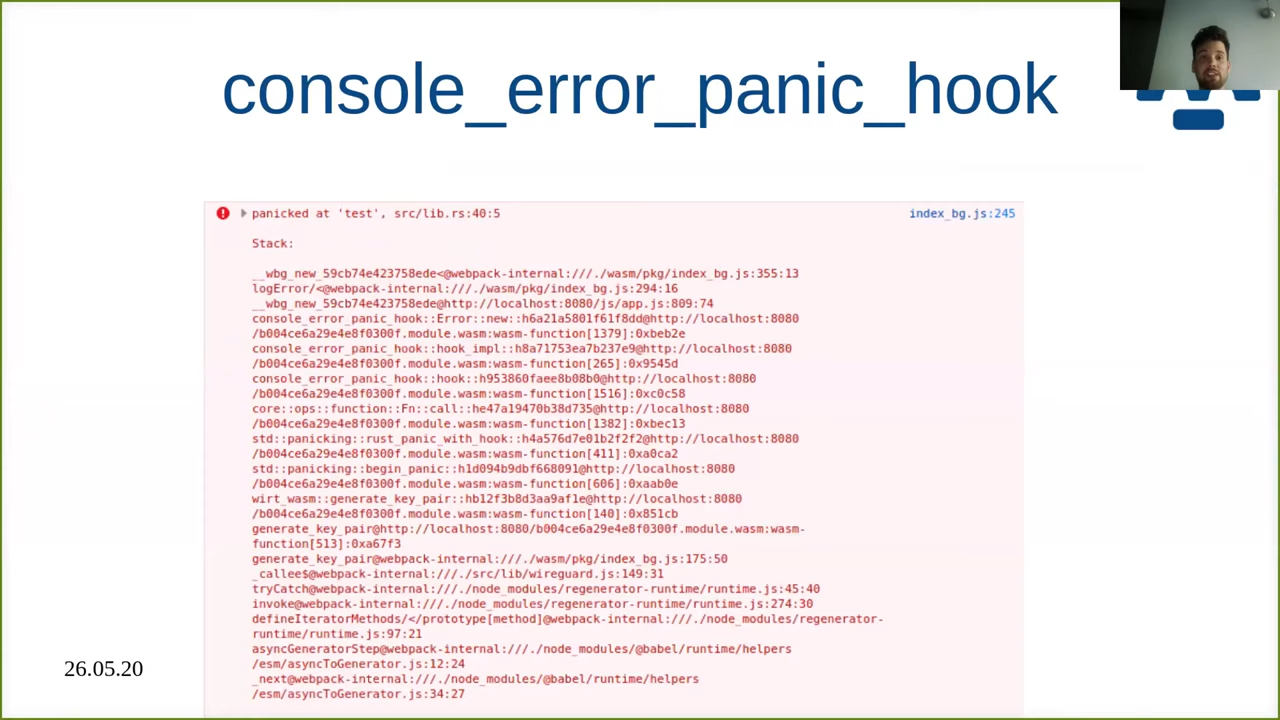 console_error_panic_hook
panicked at 'test', src/lib.rs:40:5
index_bg.js:245
Stack:
__wbg_new_59cb74e423758ede<@webpack-internal:///./wasm/pkg/index_bg.js:355:13
logError/<@webpack-internal:///./wasm/pkg/index_bg.js:294:16
__wbg_new_59cb74e423758ede@http://localhost:8080/js/app.js:809:74
console_error_panic_hook::Error::new::h6a21a5801f61f8dd@http://localhost:8080
/b004ce6a29e4e8f0300f.module.wasm:wasm-function[1379]:0xbeb2e
console_error_panic_hook::hook_impl::h8a71753ea7b237e9@http://localhost:8080
/b004ce6a29e4e8f0300f.module.wasm:wasm-function[265]:0x9545d
console_error_panic_hook::hook::h953860faee8b08b0@http://localhost:8080
/b004ce6a29e4e8f0300f.module.wasm:wasm-function[1516]:0xc0c58
core::ops::function::Fn::call::he47a19470b38d735@http://localhost:8080
/b004ce6a29e4e8f0300f.module.wasm:wasm-function[1382]:0xbec13
std::panicking::rust_panic_with_hook::h4a576d7e01b2f2f2@http://localhost:8080
/b004ce6a29e4e8f0300f.module.wasm:wasm-function[411]:0xa0ca2
std::panicking::begin_panic::h1d094b9dbf668091@http://localhost:8080
/b004ce6a29e4e8f0300f.module.wasm:wasm-function[606]:0xaab0e
wirt_wasm::generate_key_pair::hb12f3b8d3aa9af1e@http://localhost:8080
/b004ce6a29e4e8f0300f.module.wasm:wasm-function[140]:0x851cb
generate_key_pair@http://localhost:8080/b004ce6a29e4e8f0300f.module.wasm:wasm-
function[513]:0xa67f3
generate_key_pair@webpack-internal:///./wasm/pkg/index_bg.js:175:50
_callee$@webpack-internal:///./src/lib/wireguard.js:149:31
tryCatch@webpack-internal:///./node_modules/regenerator-runtime/runtime.js:45:40
invoke@webpack-internal:///./node_modules/regenerator-runtime/runtime.js:274:30
defineIteratorMethods/</prototype[method]@webpack-internal:///./node_modules/regenerator-
runtime/runtime.js:97:21
asyncGeneratorStep@webpack-internal:///./node_modules/@babel/runtime/helpers
/esm/asyncToGenerator.js:12:24
_next@webpack-internal:///./node_modules/@babel/runtime/helpers
/esm/asyncToGenerator.js:34:27
26.05.20